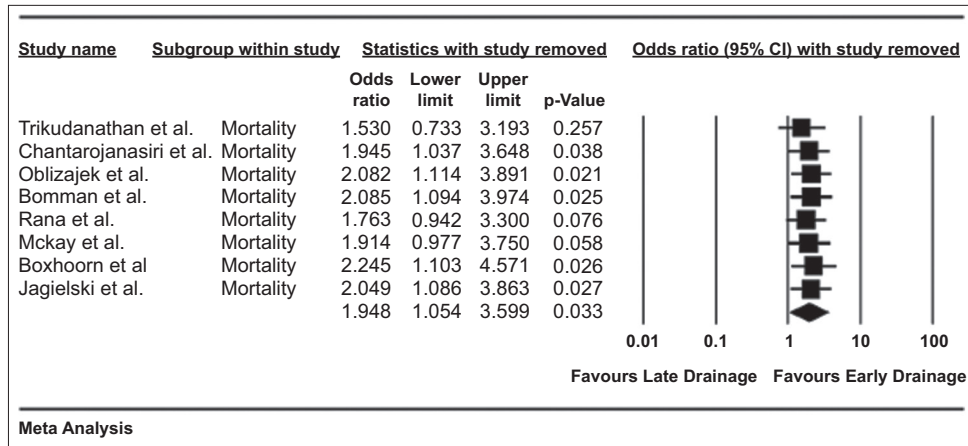 Study name Subgroup within study Statistics with study removed Odds ratio (95% CI) with study removed
Odds Lower Upper
ratio limit limit p-Value
Trikudanathan et al. Mortality 1.530 0.733 3.193 0.257
Chantarojanasiri et al. Mortality 1.945 1.037 3.648 0.038
Oblizajek et al. Mortality 2.082 1.114 3.891 0.021
Bomman et al. Mortality 2.085 1.094 3.974 0.025
Rana et al. Mortality 1.763 0.942 3.300 0.076
Mckay et al. Mortality 1.914 0.977 3.750 0.058
Boxhoorn et al Mortality 2.245 1.103 4.571 0.026
Jagielski et al. Mortality 2.049 1.086 3.863 0.027
1.948 1.054 3.599 0.033
0.01 0.1 1 10 100
Favours Late Drainage Favours Early Drainage
Meta Analysis